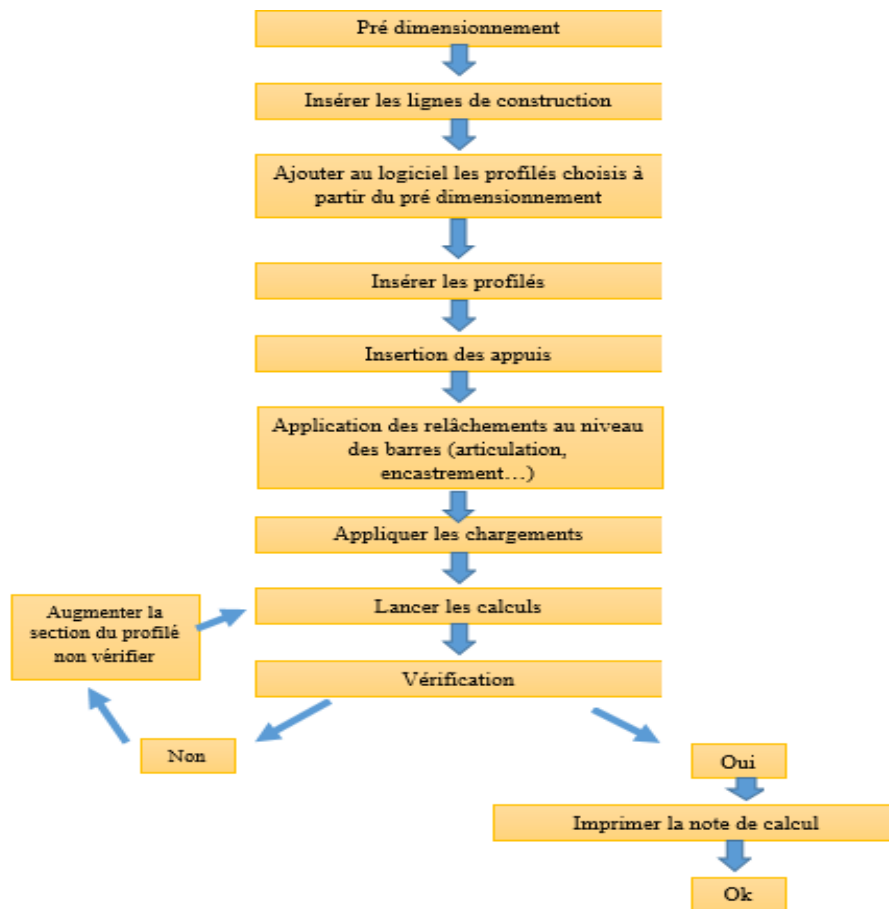 Pré dimensionnement
Insérer les lignes de construction
Ajouter au logiciel les profilés choisis à
partir du pré dimensionnement
Insérer les profilés
Insertion des appuis
Application des relâchements au niveau
des barres (articulation,
encastrement…)
Appliquer les chargements
Lancer les calculs
Augmenter la
section du profilé
non vérifier
Vérification
Non
Oui
Imprimer la note de calcul
Ok